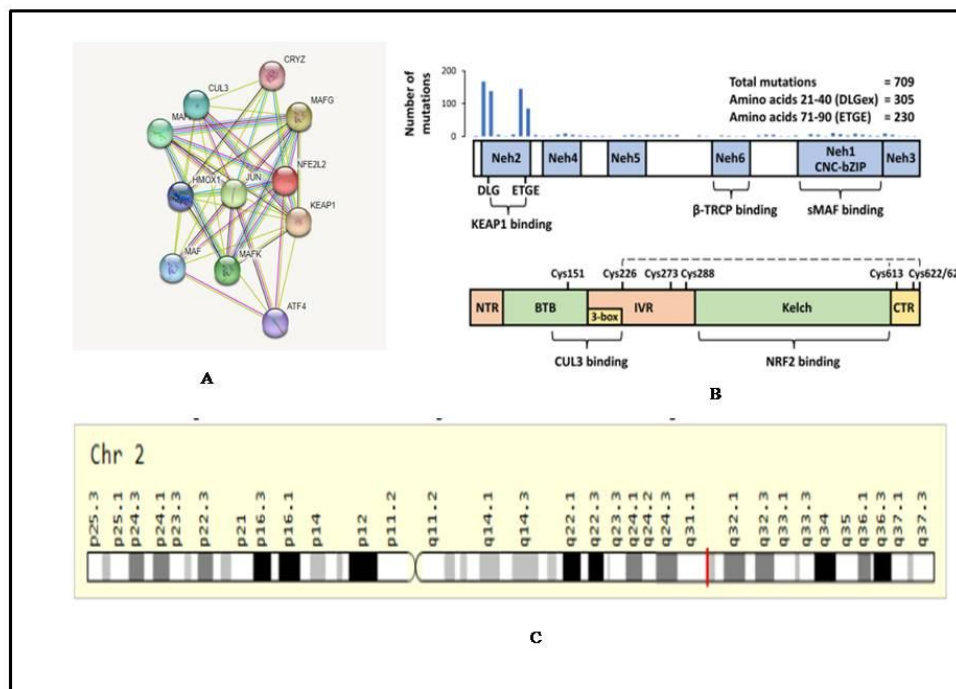 CRYZ
CUL3
MAFG
MAF
NFE2L2
HMOX1
JUN
KEAP1
MAF
MAFK
ATF4
A
Number of
mutations
200
100
0
Total mutations = 709
Amino acids 21-40 (DLGex) = 305
Amino acids 71-90 (ETGE) = 230
Neh2
Neh4
Neh5
Neh6
Neh1
CNC-bZIP
Neh3
DLG
ETGE
KEAP1 binding
β-TRCP binding
sMAF binding
Cys151
Cys226
Cys273
Cys288
Cys613
Cys622/62
NTR
BTB
3-box
IVR
Kelch
CTR
CUL3 binding
NRF2 binding
B
Chr 2
p25.3 p25.1 p24.3 p24.1 p23.3 p22.3 p21 p16.3 p16.1 p14 p12 p11.2 q11.2 q14.1 q14.3 q22.1 q22.3 q23.3 q24.1 q24.2 q24.3 q31.1 q32.1 q32.3 q33.1 q33.3 q34 q35 q36.1 q36.3 q37.1 q37.3
C